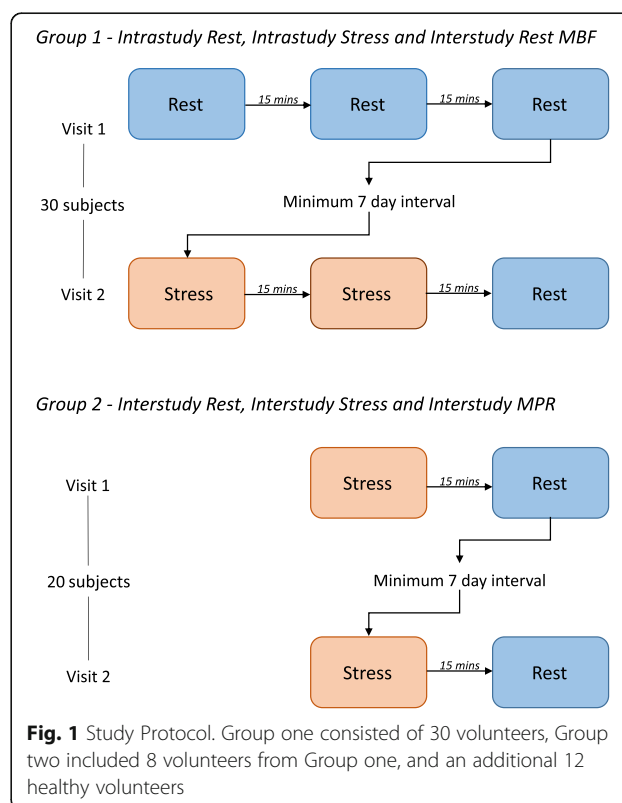 Group 1 - Intrastudy Rest, Intrastudy Stress and Interstudy Rest MBF
Visit 1
Rest
15 mins
Rest
15 mins
Rest
30 subjects
Minimum 7 day interval
Visit 2
Stress
15 mins
Stress
15 mins
Rest
Group 2 - Interstudy Rest, Interstudy Stress and Interstudy MPR
Visit 1
Stress
15 mins
Rest
20 subjects
Minimum 7 day interval
Visit 2
Stress
15 mins
Rest
Fig. 1 Study Protocol. Group one consisted of 30 volunteers, Group
two included 8 volunteers from Group one, and an additional 12
healthy volunteers